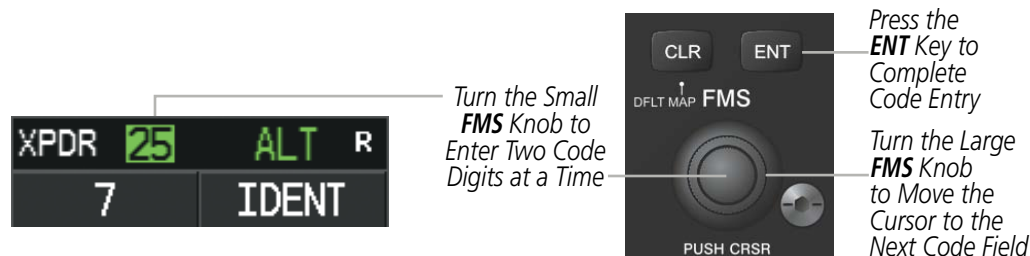 XPDR 25 ALT R
7 IDENT
Turn the Small
FMS Knob to
Enter Two Code
Digits at a Time
CLR ENT
DFLT MAP FMS
PUSH CRSR
Press the
ENT Key to
Complete
Code Entry
Turn the Large
FMS Knob
to Move the
Cursor to the
Next Code Field